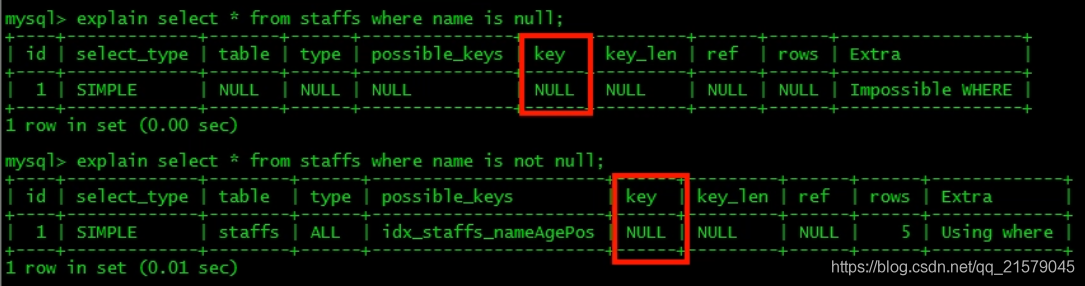 mysql> explain select * from staffs where name is null;
| id | select_type | table | type | possible_keys | key | key_len | ref | rows | Extra |
| 1 | SIMPLE | NULL | NULL | NULL | NULL | NULL | NULL | NULL | Impossible WHERE |
1 row in set (0.00 sec)
mysql> explain select * from staffs where name is not null;
| id | select_type | table | type | possible_keys | key | key_len | ref | rows | Extra |
| 1 | SIMPLE | staffs | ALL | idx_staffs_nameAgePos | NULL | NULL | NULL | 5 | Using where |
1 row in set (0.01 sec)
https://blog.csdn.net/qq_21579045